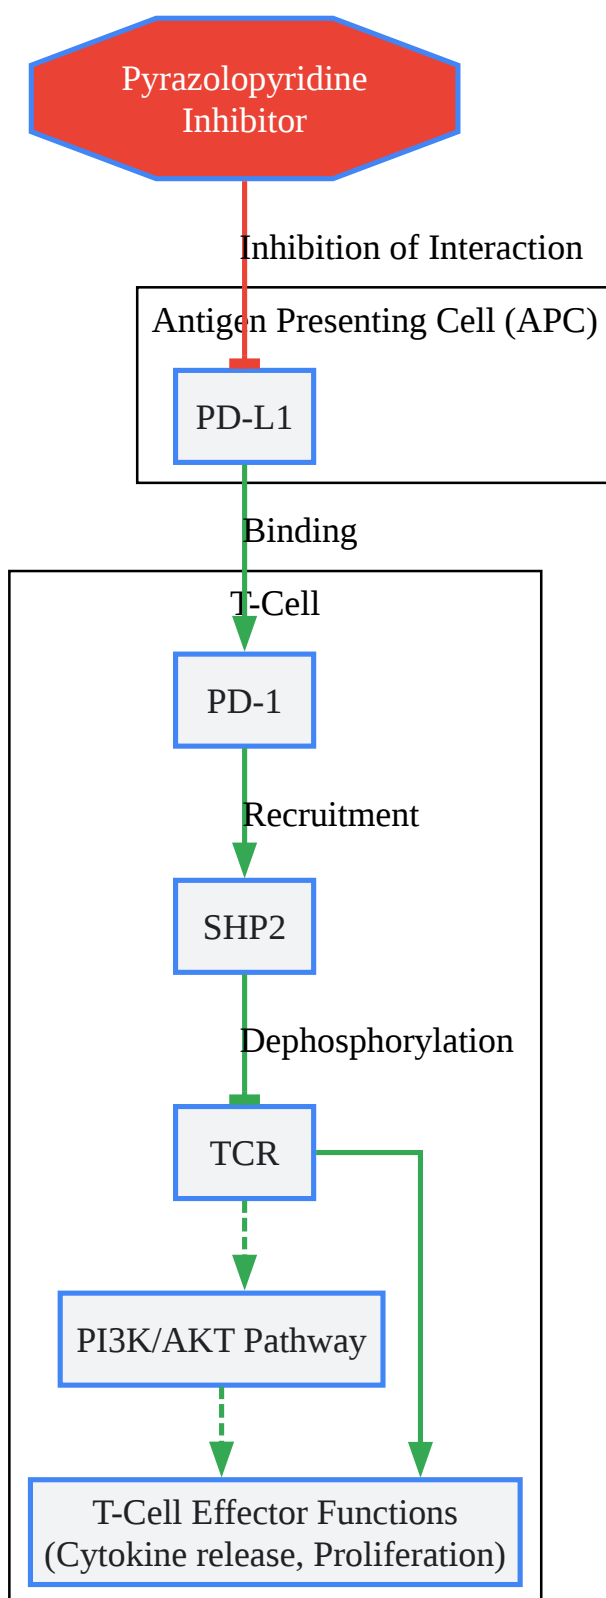 Pyrazolopyridine
Inhibitor
Inhibition of Interaction
Antigen Presenting Cell (APC)
PD-L1
Binding
T-Cell
PD-1
Recruitment
SHP2
Dephosphorylation
TCR
PI3K/AKT Pathway
T-Cell Effector Functions
(Cytokine release, Proliferation)